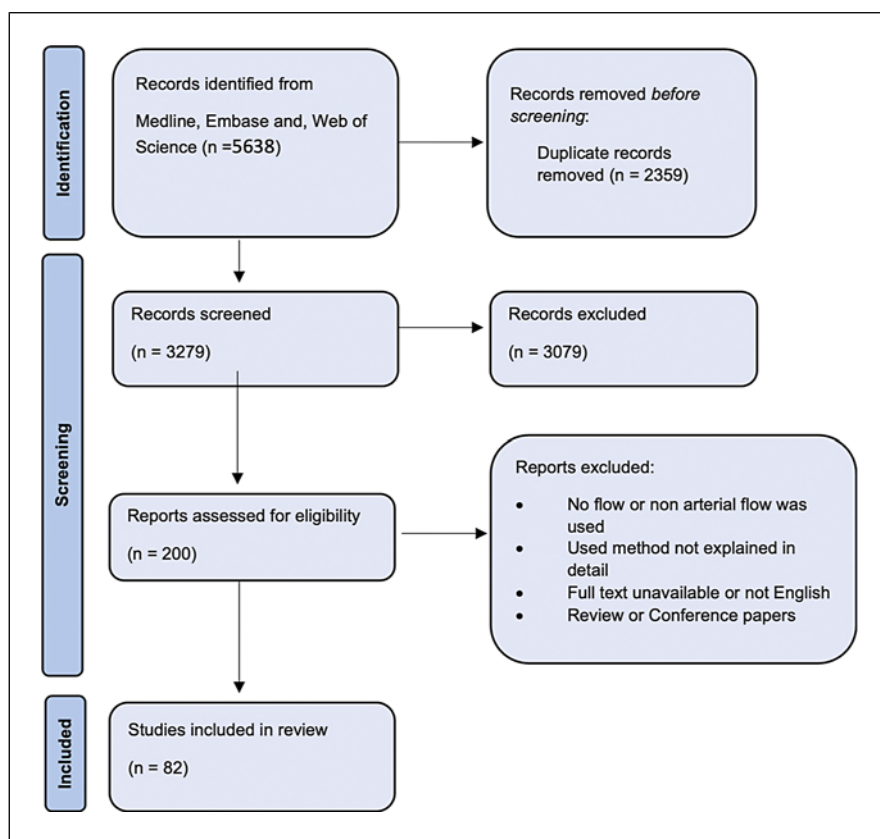 Identification
Records identified from
Medline, Embase and, Web of
Science (n =5638)
Records removed before
screening:
Duplicate records
removed (n = 2359)
Screening
Records screened
(n = 3279)
Records excluded
(n = 3079)
Reports assessed for eligibility
(n = 200)
Reports excluded:
• No flow or non arterial flow was
used
• Used method not explained in
detail
• Full text unavailable or not English
• Review or Conference papers
Included
Studies included in review
(n = 82)